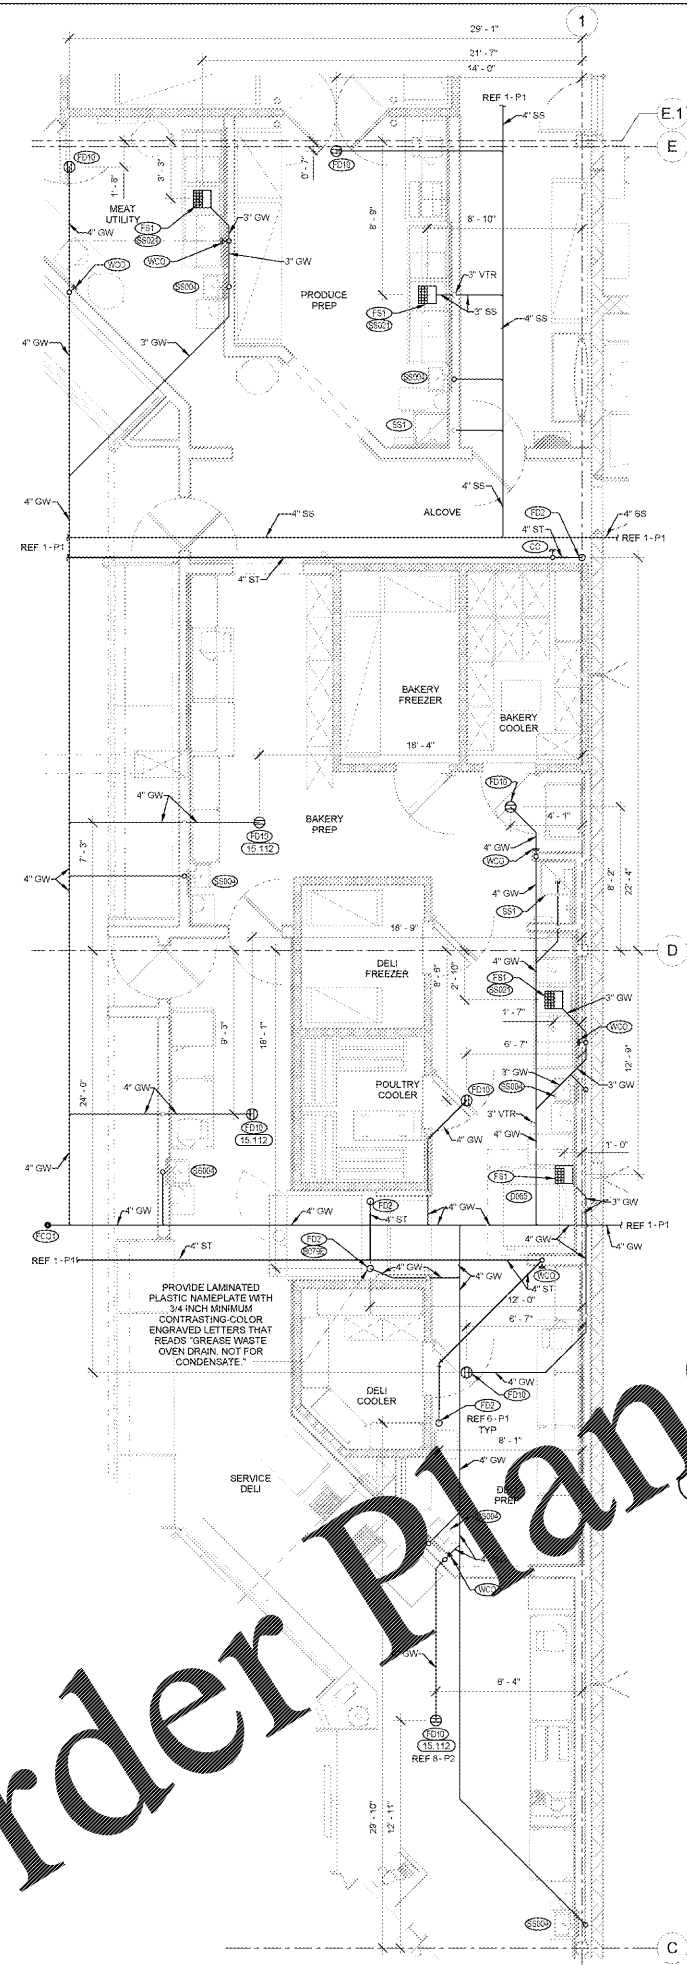 29' - 1"
1
21' - 7"
14' - 0"
REF 1-P1
4" SS
E.1
E
FD10
0' - 7"
FD10
1' - 8"
3' - 3"
MEAT
UTILITY
FS1
SS021
4" GW
3" GW
WCO
WCO
3" GW
8' - 9"
8' - 10"
SS004
PRODUCE
PREP
3" VTR
FS1
SS021
3" SS
4" SS
4" GW
3" GW
SS004
SS1
4" GW
4" SS
4" SS
ALCOVE
FD2
4" SS
REF 1-P1
4" ST
CO
REF 1-P1
4" ST
BAKERY
FREEZER
BAKERY
COOLER
18' - 4"
FD10
4" GW
BAKERY
PREP
4' - 1"
FD10
15.112
4" GW
7' - 3"
WCO
8' - 2"
22' - 4"
4" GW
SS004
4" GW
SS1
18' - 9"
D
DELI
FREEZER
8' - 6"
2' - 10"
4" GW
FS1
SS021
3" GW
1' - 7"
WCO
9' - 3"
18' - 1"
6' - 7"
12' - 9"
24' - 0"
POULTRY
COOLER
3" GW
SS004
3" GW
4" GW
FD10
3" VTR
FD10
15.112
4" GW
4" GW
1' - 0"
4" GW
SS004
FS1
D065
3" GW
FD2
4" GW
4" GW
4" ST
4" GW
REF 1-P1
FCO1
FD2
4" GW
4" GW
REF 1-P1
4" ST
4" GW
4" GW
WCO
4" ST
PROVIDE LAMINATED
PLASTIC NAMEPLATE WITH
3/4 INCH MINIMUM
CONTRASTING-COLOR
ENGRAVED LETTERS THAT
READS "GREASE WASTE
OVEN DRAIN. NOT FOR
CONDENSATE."
12' - 0"
6' - 7"
4" GW
FD10
DELI
COOLER
FD2
REF 6-P1
TYP
8' - 1"
4" GW
SERVICE
DELI
PREP
WCO
8' - 4"
FD10
15.112
REF 8-P2
29' - 10"
12' - 11"
SS004
C
rder Plan